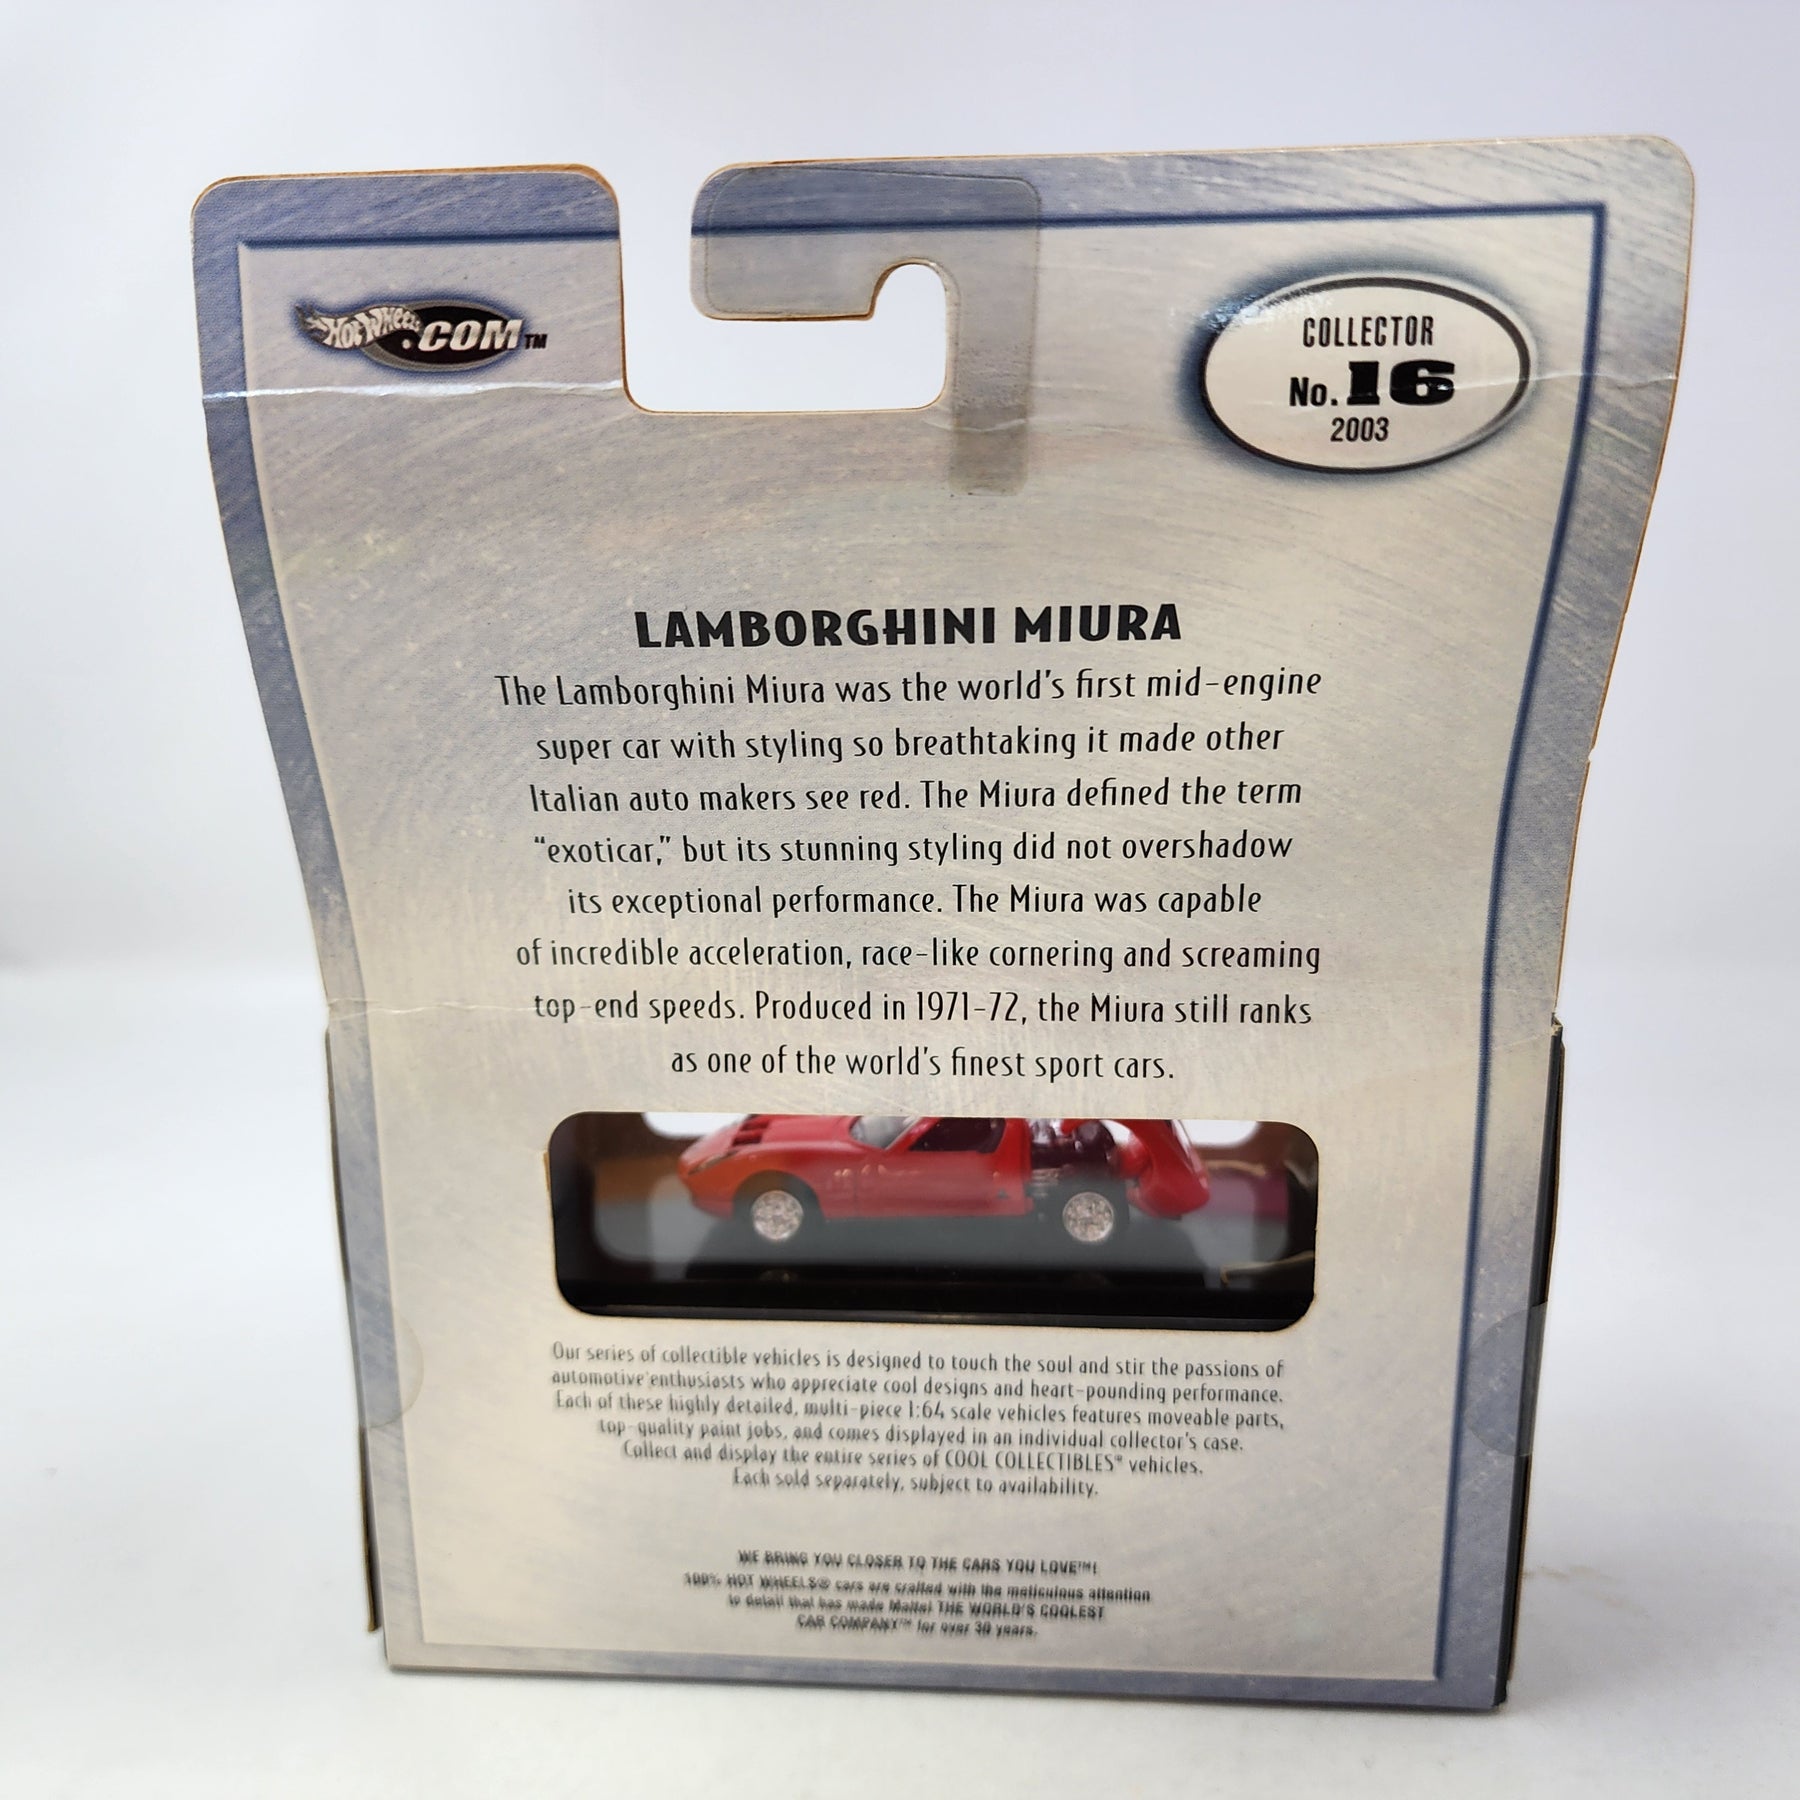 Hot Wheels.COM™
COLLECTOR
No. 16
2003
LAMBORGHINI MIURA
The Lamborghini Miura was the world's first mid-engine
super car with styling so breathtaking it made other
Italian auto makers see red. The Miura defined the term
“exoticar,” but its stunning styling did not overshadow
its exceptional performance. The Miura was capable
of incredible acceleration, race-like cornering and screaming
top-end speeds. Produced in 1971-72, the Miura still ranks
as one of the world's finest sport cars.
Our series of collectible vehicles is designed to touch the soul and stir the passions of
automotive enthusiasts who appreciate cool designs and heart-pounding performance.
Each of these highly detailed, multi-piece 1:64 scale vehicles features moveable parts,
top-quality paint jobs, and comes displayed in an individual collector's case.
Collect and display the entire series of COOL COLLECTIBLES® vehicles.
Each sold separately, subject to availability.
WE BRING YOU CLOSER TO THE CARS YOU LOVE™!
100% HOT WHEELS® cars are crafted with the meticulous attention
to detail that has made Mattel THE WORLD'S COOLEST
CAR COMPANY™ for over 30 years.